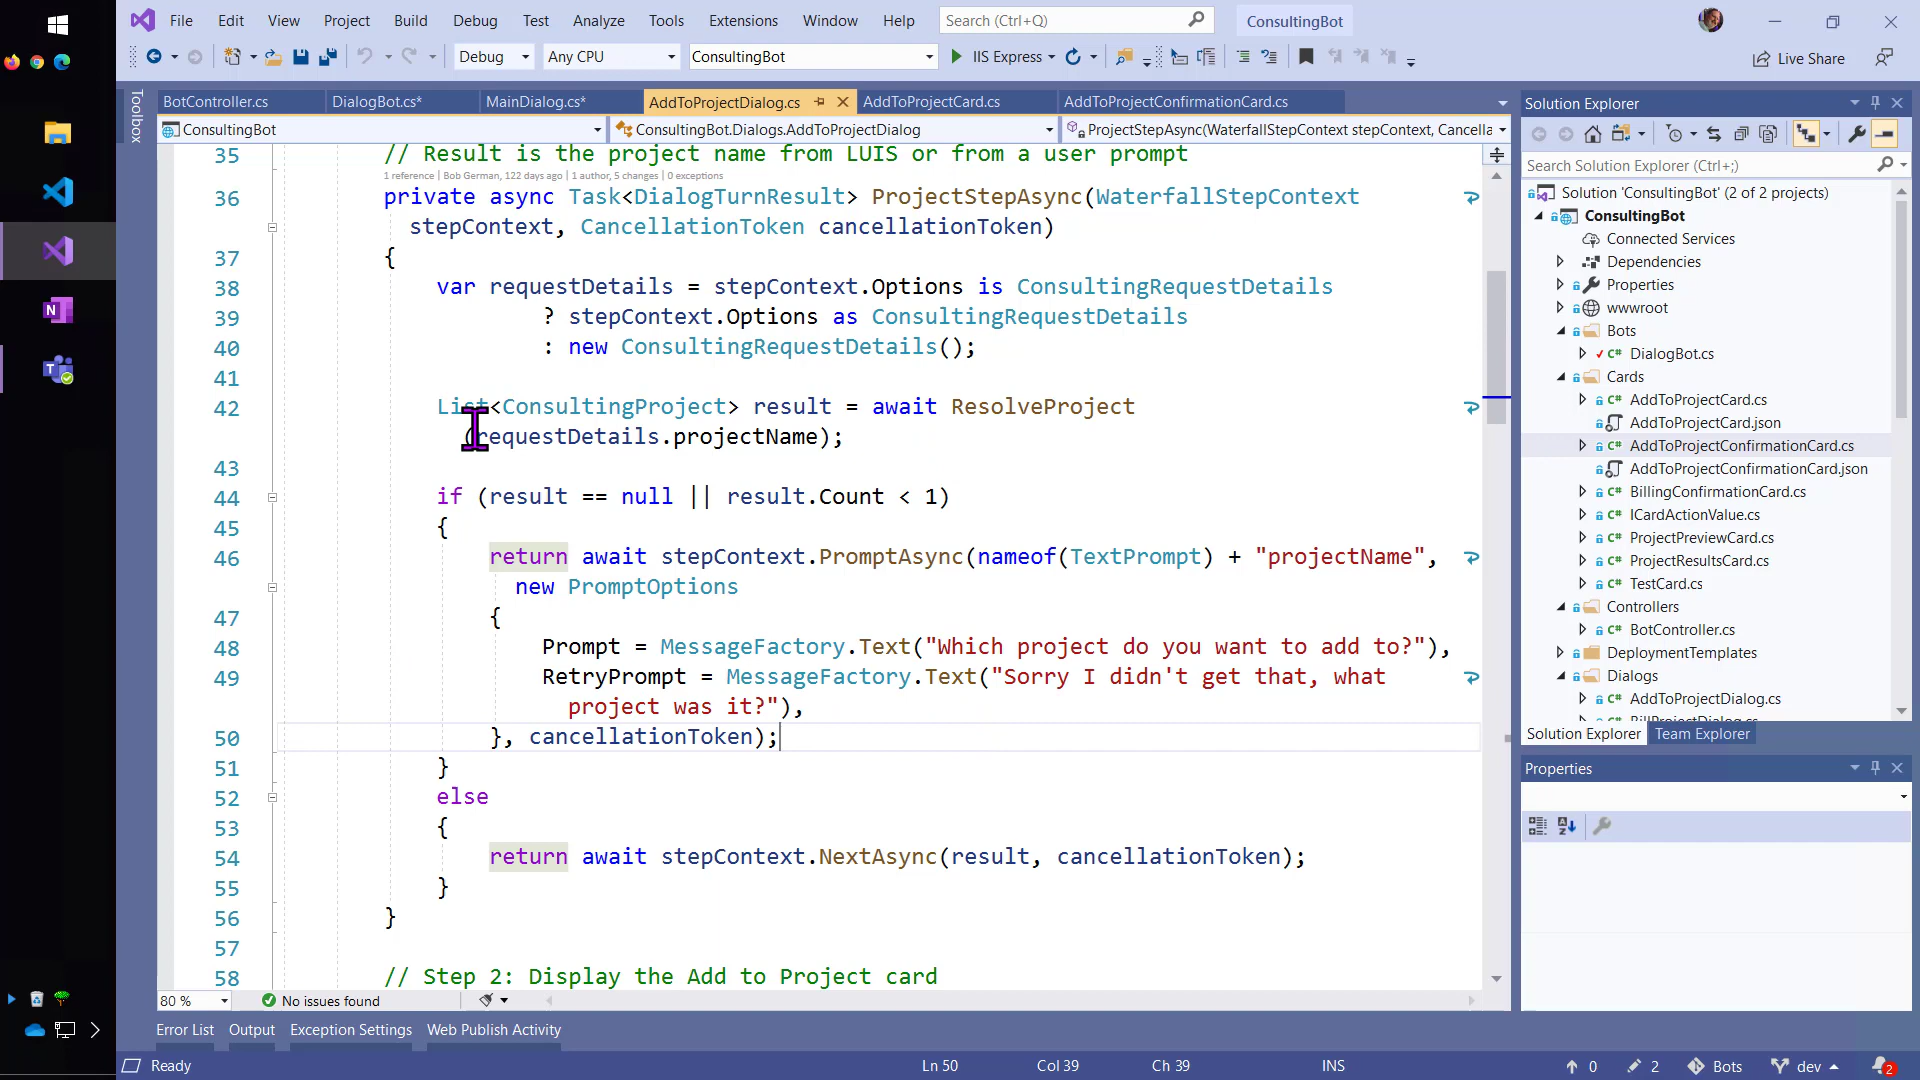 File Edit View Project Build Debug Test Analyze Tools Extensions Window Help Search (Ctrl+Q) ConsultingBot
Debug Any CPU ConsultingBot IIS Express Live Share
Toolbox
BotController.cs DialogBot.cs* MainDialog.cs* AddToProjectDialog.cs AddToProjectCard.cs AddToProjectConfirmationCard.cs
ConsultingBot ConsultingBot.Dialogs.AddToProjectDialog ProjectStepAsync(WaterfallStepContext stepContext, Cancella
35 // Result is the project name from LUIS or from a user prompt
1 reference | Bob German, 122 days ago | 1 author, 5 changes | 0 exceptions
36 private async Task<DialogTurnResult> ProjectStepAsync(WaterfallStepContext
stepContext, CancellationToken cancellationToken)
37 {
38 var requestDetails = stepContext.Options is ConsultingRequestDetails
39 ? stepContext.Options as ConsultingRequestDetails
40 : new ConsultingRequestDetails();
41
42 List<ConsultingProject> result = await ResolveProject
(requestDetails.projectName);
43
44 if (result == null || result.Count < 1)
45 {
46 return await stepContext.PromptAsync(nameof(TextPrompt) + "projectName",
new PromptOptions
47 {
48 Prompt = MessageFactory.Text("Which project do you want to add to?"),
49 RetryPrompt = MessageFactory.Text("Sorry I didn't get that, what
project was it?"),
50 }, cancellationToken);
51 }
52 else
53 {
54 return await stepContext.NextAsync(result, cancellationToken);
55 }
56 }
57
58 // Step 2: Display the Add to Project card
80 % No issues found
Error List Output Exception Settings Web Publish Activity
Ready Ln 50 Col 39 Ch 39 INS 0 2 Bots dev 2
Solution Explorer
Search Solution Explorer (Ctrl+;)
Solution 'ConsultingBot' (2 of 2 projects)
ConsultingBot
Connected Services
Dependencies
Properties
wwwroot
Bots
C# DialogBot.cs
Cards
C# AddToProjectCard.cs
AddToProjectCard.json
C# AddToProjectConfirmationCard.cs
AddToProjectConfirmationCard.json
C# BillingConfirmationCard.cs
C# ICardActionValue.cs
C# ProjectPreviewCard.cs
C# ProjectResultsCard.cs
C# TestCard.cs
Controllers
C# BotController.cs
DeploymentTemplates
Dialogs
C# AddToProjectDialog.cs
C# BillProjectDialog.cs
Solution Explorer Team Explorer
Properties